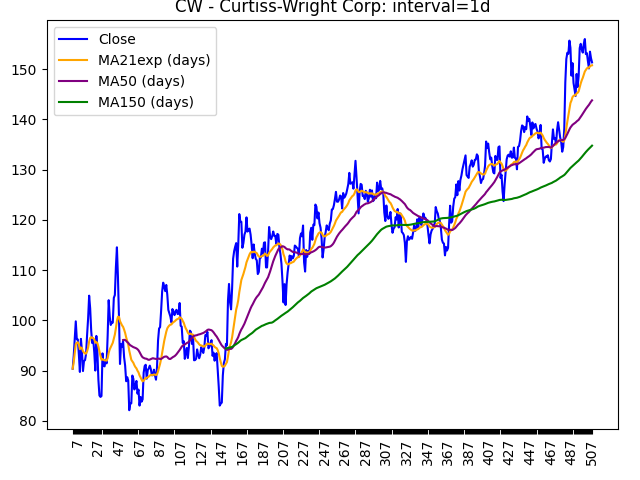 CW - Curtiss-Wright Corp: interval=1d
Close
MA21exp (days)
MA50 (days)
MA150 (days)
150
140
130
120
110
100
90
80
7 27 47 67 87 107 127 147 167 187 207 227 247 267 287 307 327 347 367 387 407 427 447 467 487 507